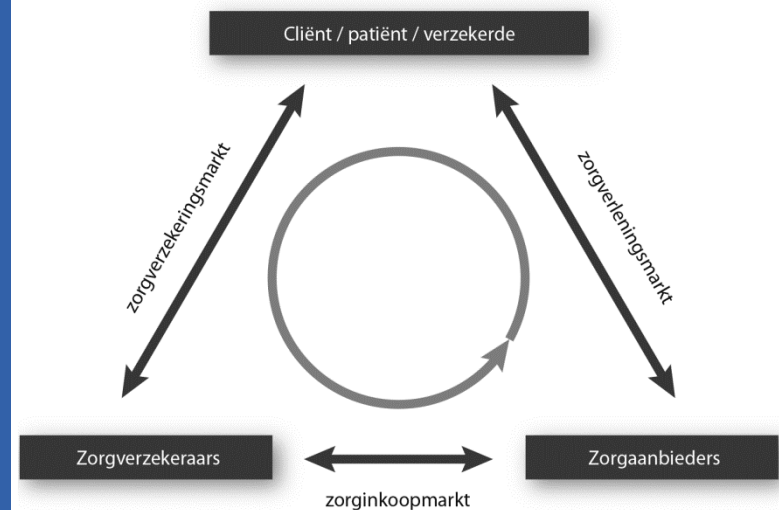 Cliënt / patiënt / verzekerde
zorgverzekeringsmarkt
zorgverleningsmarkt
Zorgverzekeraars
Zorgaanbieders
zorginkoopmarkt